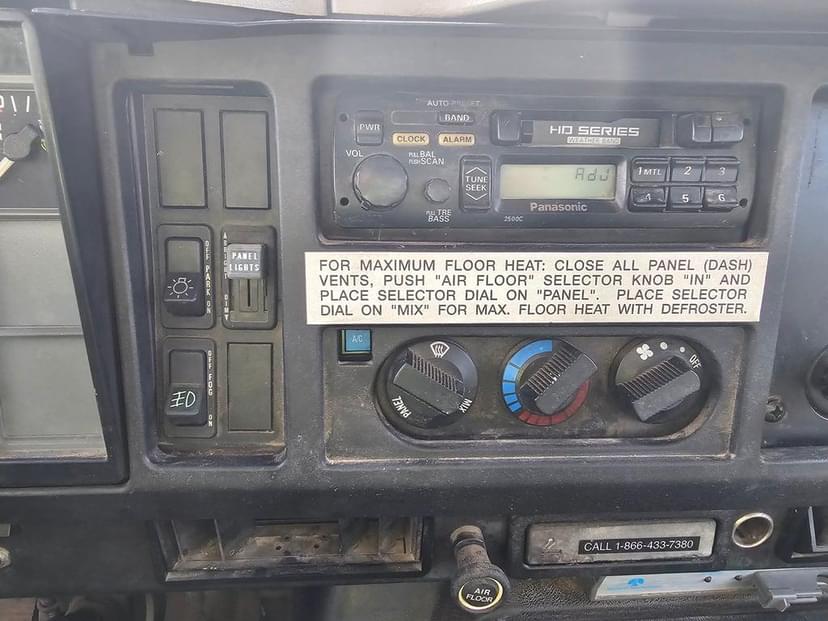 AUTO-PRESET
PWR
BAND
CLOCK
ALARM
HD SERIES
WEATHER BAND
VOL
PULL BAL
PUSH SCAN
TUNE
SEEK
PULL TRE
BASS
AdJ
Panasonic
2500C
1 MTL
2
3
4
5
6
OFF PARK ON
BRIGHT
PANEL
LIGHTS
DIM
OFF FOG ON
FOR MAXIMUM FLOOR HEAT: CLOSE ALL PANEL (DASH)
VENTS, PUSH "AIR FLOOR" SELECTOR KNOB "IN" AND
PLACE SELECTOR DIAL ON "PANEL". PLACE SELECTOR
DIAL ON "MIX" FOR MAX. FLOOR HEAT WITH DEFROSTER.
A/C
PANEL
MIX
OFF
CALL 1-866-433-7380
AIR
FLOOR